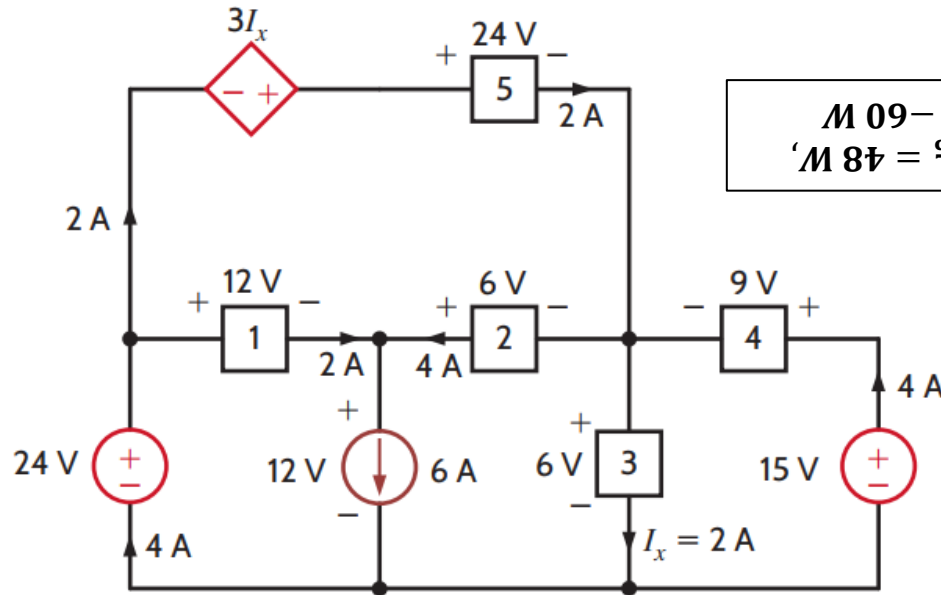 3Iₓ
− +
+ 24 V −
5
2 A
−60 W
= 48 W,
2 A
+ 12 V −
1
2 A
+ 6 V −
2
4 A
− 9 V +
4
4 A
24 V
+
−
+
12 V
−
6 A
+
6 V
−
3
15 V
+
−
4 A
Iₓ = 2 A